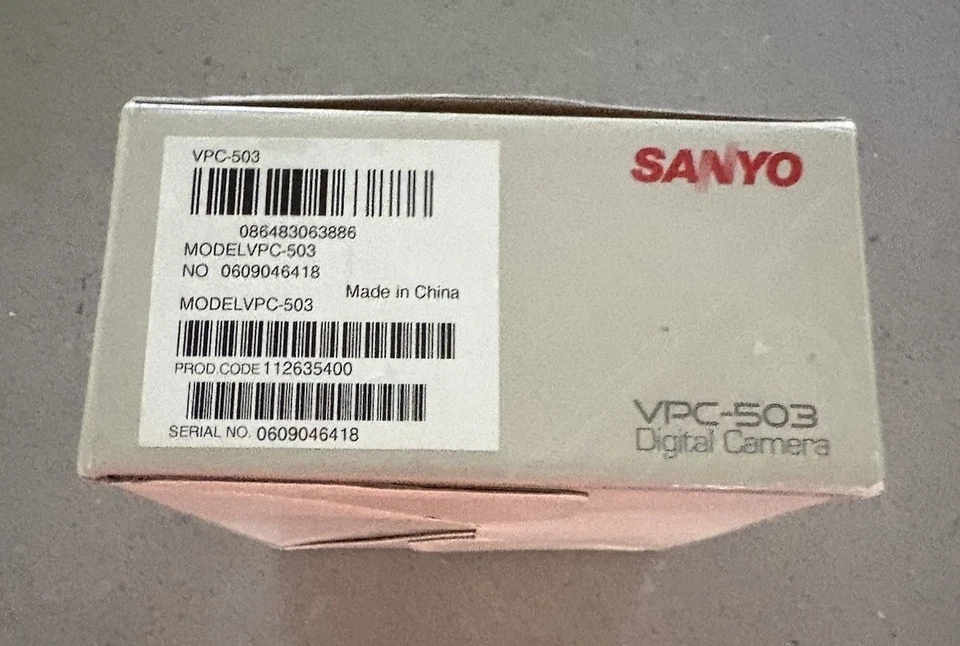 VPC-503
086483063886
MODELVPC-503
NO 0609046418
Made in China
MODELVPC-503
PROD.CODE 112635400
SERIAL NO. 0609046418
SANYO
VPC-503
Digital Camera